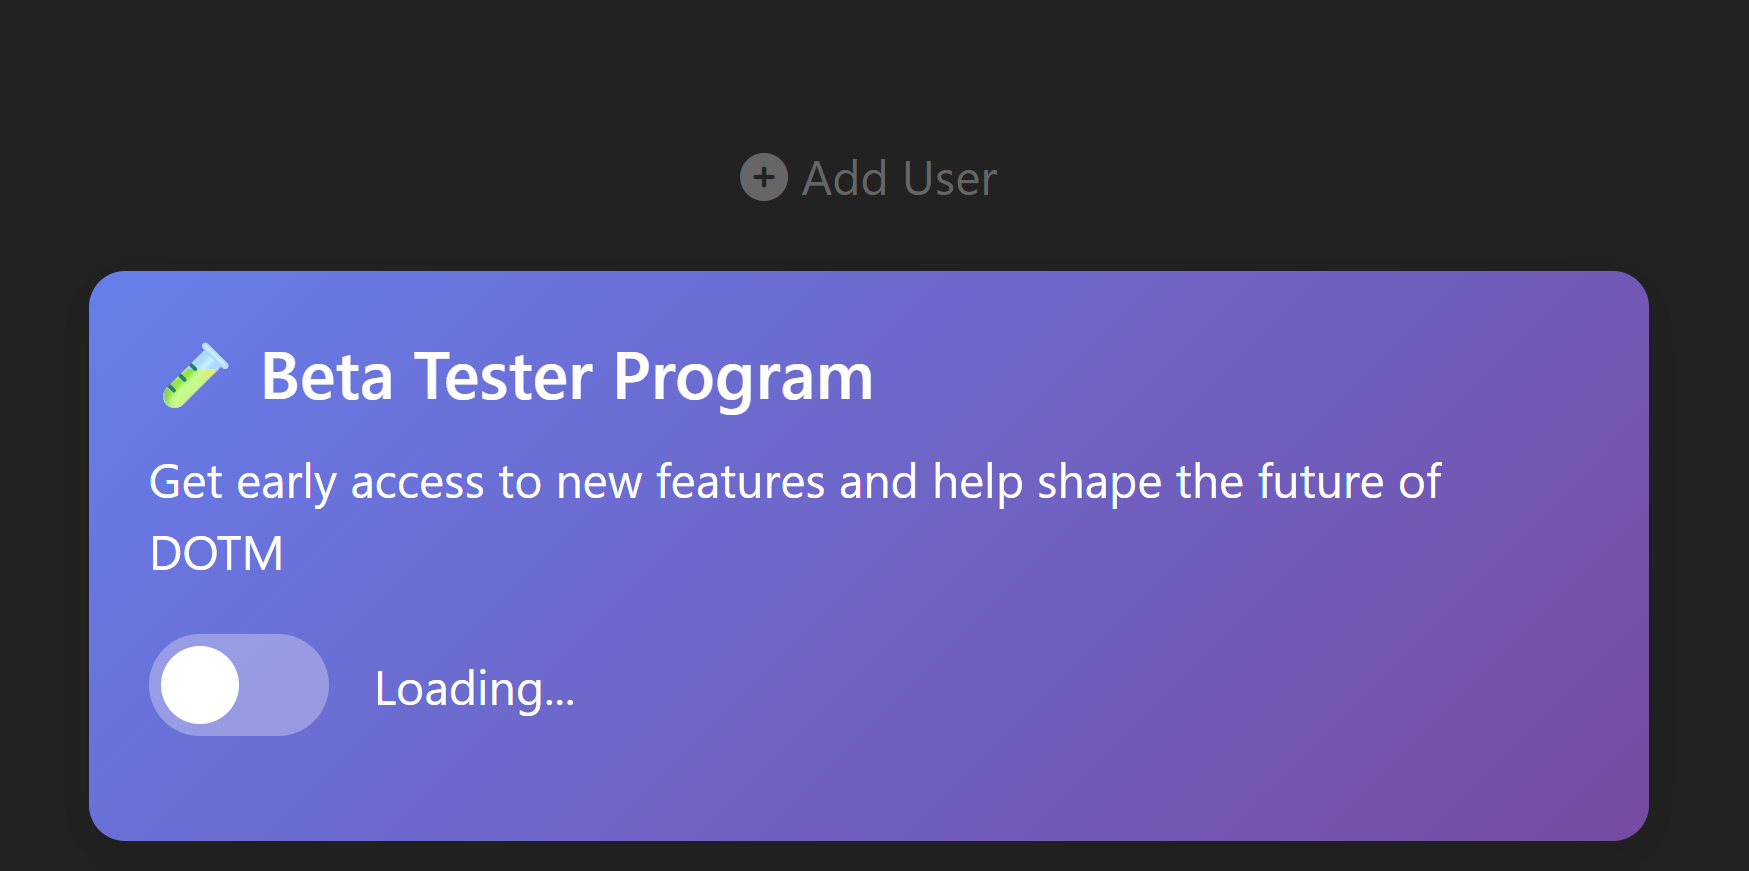 Add User
Beta Tester Program
Get early access to new features and help shape the future of
DOTM
Loading...